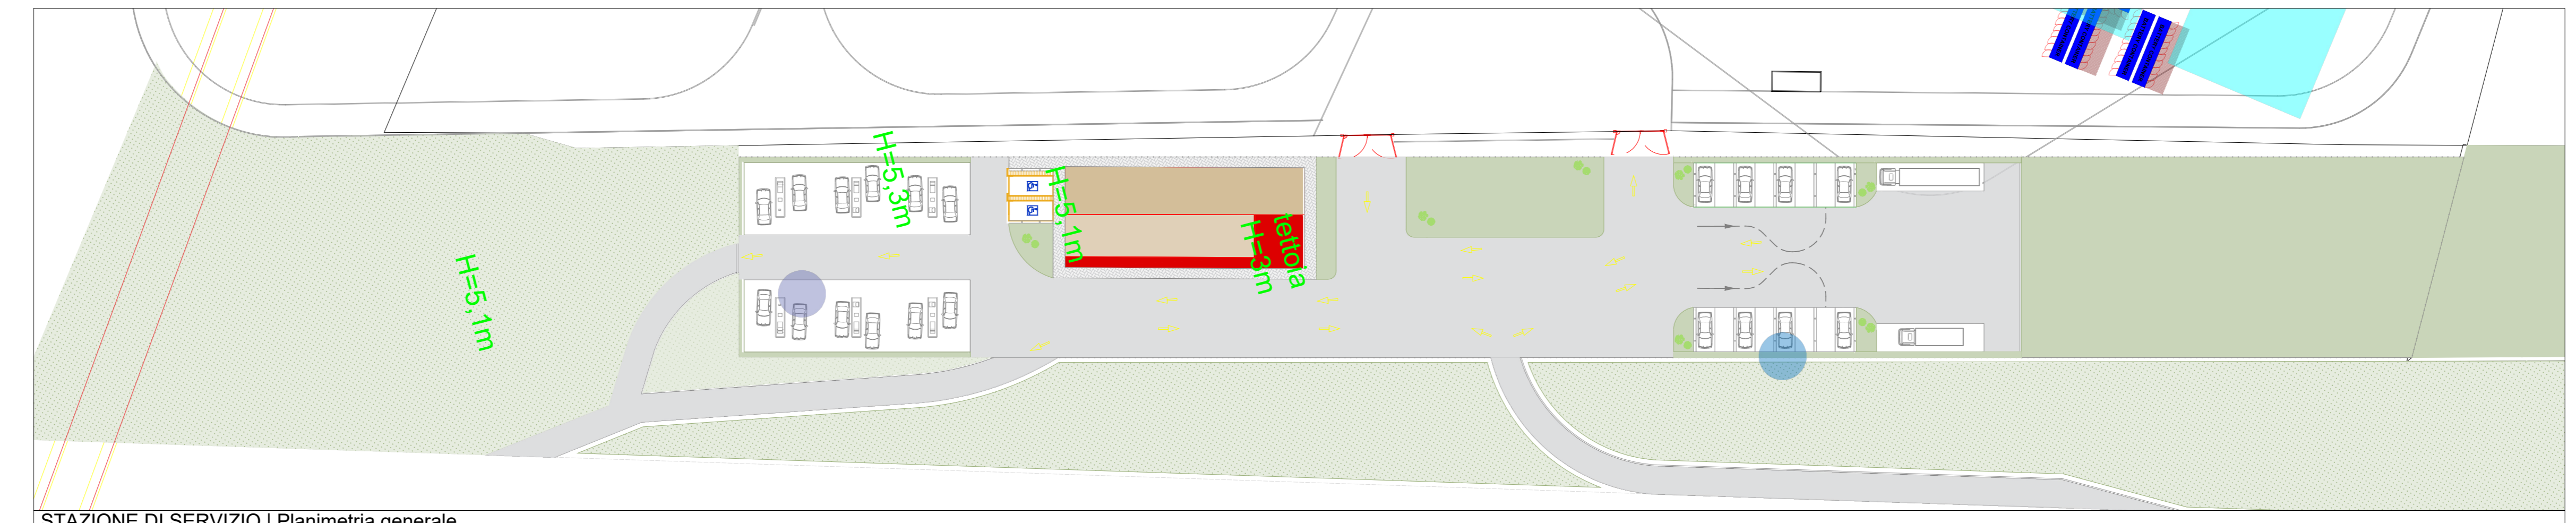 H=5,3m
H=5,1m
tettoia
H=3m
H=5,1m
STAZIONE DI SERVIZIO | Planimetria generale